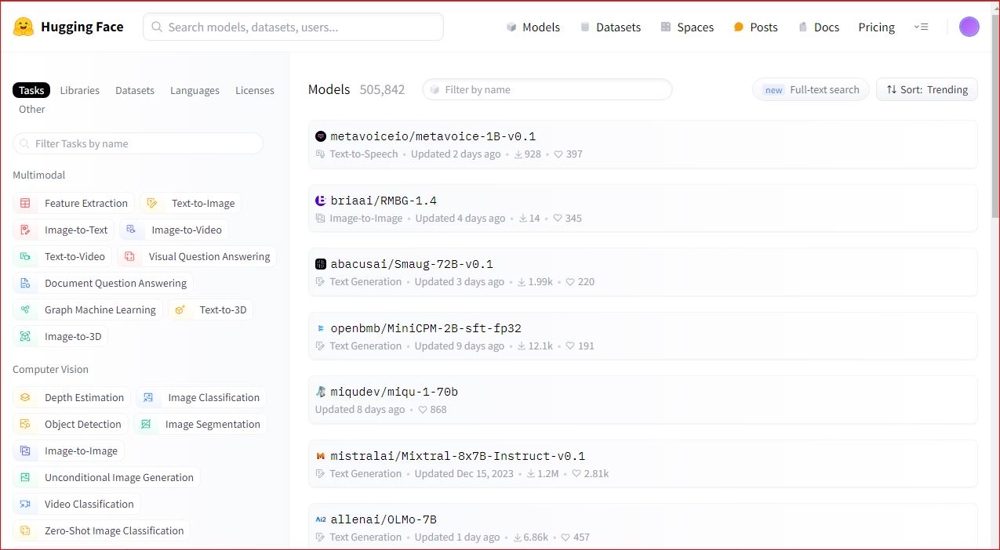 Hugging Face
Search models, datasets, users...
Models
Datasets
Spaces
Posts
Docs
Pricing
Tasks Libraries Datasets Languages Licenses
Other
Filter Tasks by name
Multimodal
Feature Extraction Text-to-Image
Image-to-Text Image-to-Video
Text-to-Video Visual Question Answering
Document Question Answering
Graph Machine Learning Text-to-3D
Image-to-3D
Computer Vision
Depth Estimation Image Classification
Object Detection Image Segmentation
Image-to-Image
Unconditional Image Generation
Video Classification
Zero-Shot Image Classification
Models 505,842 Filter by name new Full-text search Sort: Trending
metavoiceio/metavoice-1B-v0.1
Text-to-Speech • Updated 2 days ago • 928 • 397
briaai/RMBG-1.4
Image-to-Image • Updated 4 days ago • 14 • 345
abacusai/Smaug-72B-v0.1
Text Generation • Updated 3 days ago • 1.99k • 220
openbmb/MiniCPM-2B-sft-fp32
Text Generation • Updated 9 days ago • 12.1k • 191
miqudev/miqu-1-70b
Updated 8 days ago • 868
mistralai/Mixtral-8x7B-Instruct-v0.1
Text Generation • Updated Dec 15, 2023 • 1.2M • 2.81k
Ai2 allenai/OLMo-7B
Text Generation • Updated 1 day ago • 6.86k • 457